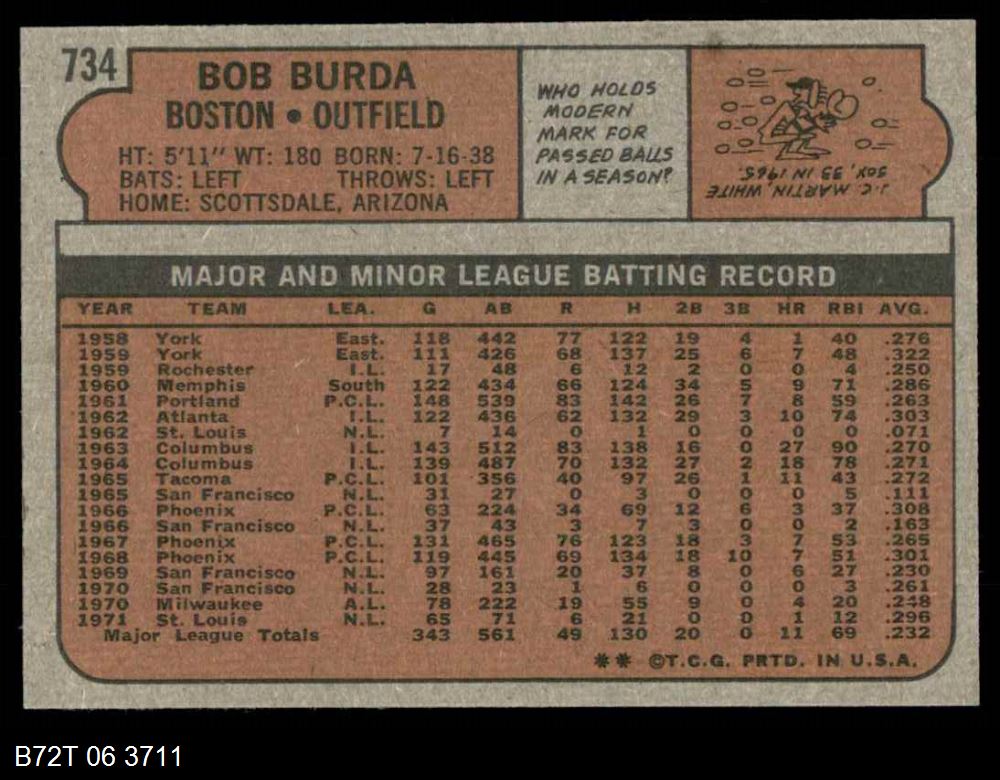 734
BOB BURDA
BOSTON • OUTFIELD
HT: 5'11" WT: 180 BORN: 7-16-38
BATS: LEFT THROWS: LEFT
HOME: SCOTTSDALE, ARIZONA
WHO HOLDS
MODERN
MARK FOR
PASSED BALLS
IN A SEASON?
J. C. MARTIN, WHITE
SOX, 33 IN 1965.
MAJOR AND MINOR LEAGUE BATTING RECORD
YEAR TEAM LEA. G AB R H 2B 3B HR RBI AVG.
1958 York East. 118 442 77 122 19 4 1 40 .276
1959 York East. 111 426 68 137 25 6 7 48 .322
1959 Rochester I.L. 17 48 6 12 2 0 0 4 .250
1960 Memphis South 122 434 66 124 34 5 9 71 .286
1961 Portland P.C.L. 148 539 83 142 26 7 8 59 .263
1962 Atlanta I.L. 122 436 62 132 29 3 10 74 .303
1962 St. Louis N.L. 7 14 0 1 0 0 0 0 .071
1963 Columbus I.L. 143 512 83 138 16 0 27 90 .270
1964 Columbus I.L. 139 487 70 132 27 2 18 78 .271
1965 Tacoma P.C.L. 101 356 40 97 26 1 11 43 .272
1965 San Francisco N.L. 31 27 0 3 0 0 0 5 .111
1966 Phoenix P.C.L. 63 224 34 69 12 6 3 37 .308
1966 San Francisco N.L. 37 43 3 7 3 0 0 2 .163
1967 Phoenix P.C.L. 131 465 76 123 18 3 7 53 .265
1968 Phoenix P.C.L. 119 445 69 134 18 10 7 51 .301
1969 San Francisco N.L. 97 161 20 37 8 0 6 27 .230
1970 San Francisco N.L. 28 23 1 6 0 0 0 3 .261
1970 Milwaukee A.L. 78 222 19 55 9 0 4 20 .248
1971 St. Louis N.L. 65 71 6 21 0 0 1 12 .296
Major League Totals 343 561 49 130 20 0 11 69 .232
** ©T.C.G. PRTD. IN U.S.A.
B72T 06 3711